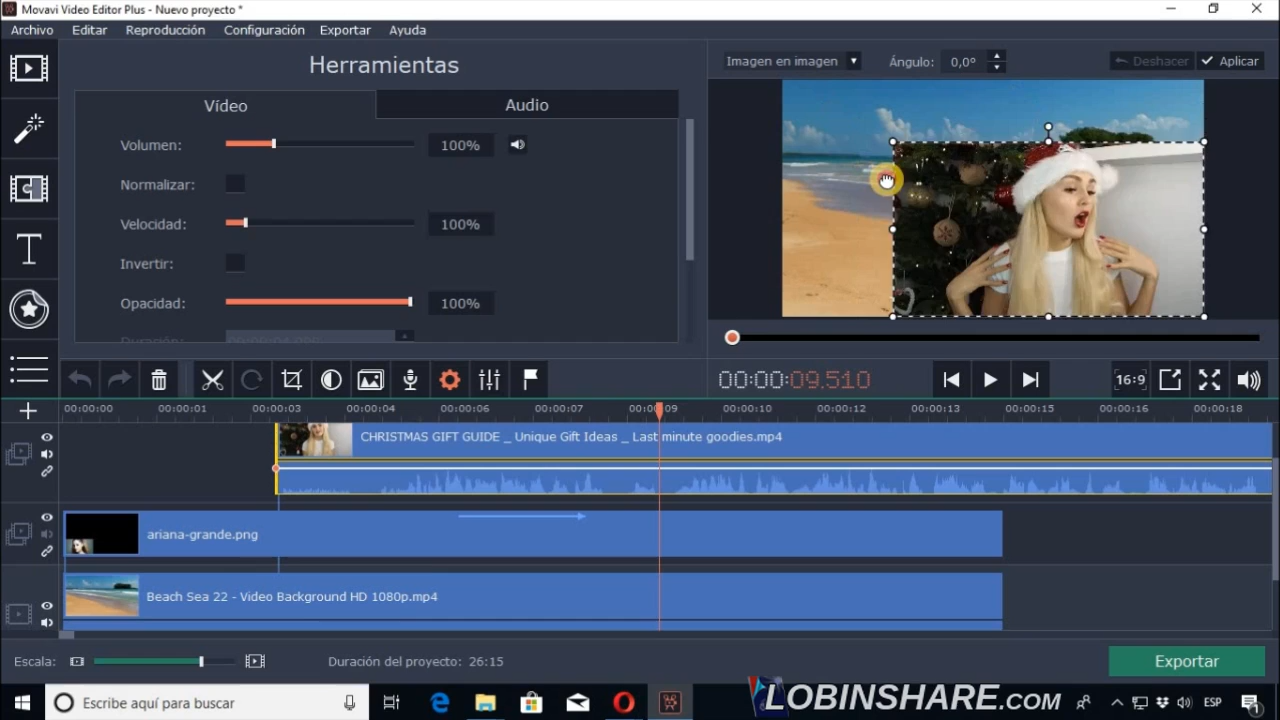 Movavi Video Editor Plus - Nuevo proyecto *
Archivo Editar Reproducción Configuración Exportar Ayuda
Herramientas
Imagen en imagen Ángulo: 0,0° Deshacer Aplicar
Vídeo Audio
Volumen: 100%
Normalizar:
Velocidad: 100%
Invertir:
Opacidad: 100%
00:00:09.510 16:9
00:00:00 00:00:01 00:00:03 00:00:04 00:00:06 00:00:07 00:00:09 00:00:10 00:00:12 00:00:13 00:00:15 00:00:16 00:00:18
CHRISTMAS GIFT GUIDE _ Unique Gift Ideas _ Last minute goodies.mp4
ariana-grande.png
Beach Sea 22 - Video Background HD 1080p.mp4
Escala: Duración del proyecto: 26:15 Exportar
Escribe aquí para buscar LOBINSHARE.COM ESP 1